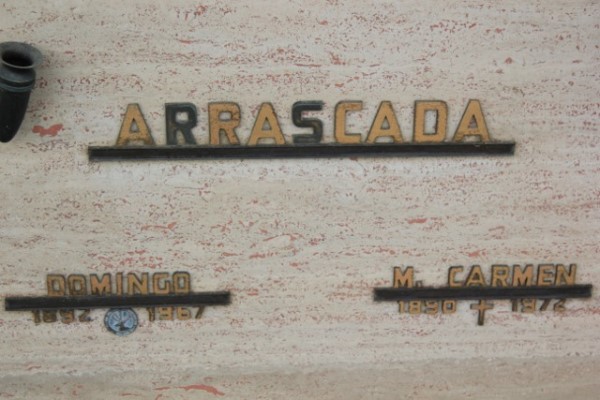 ARRASCADA
DOMINGO
1892 1967
M. CARMEN
1890 1972